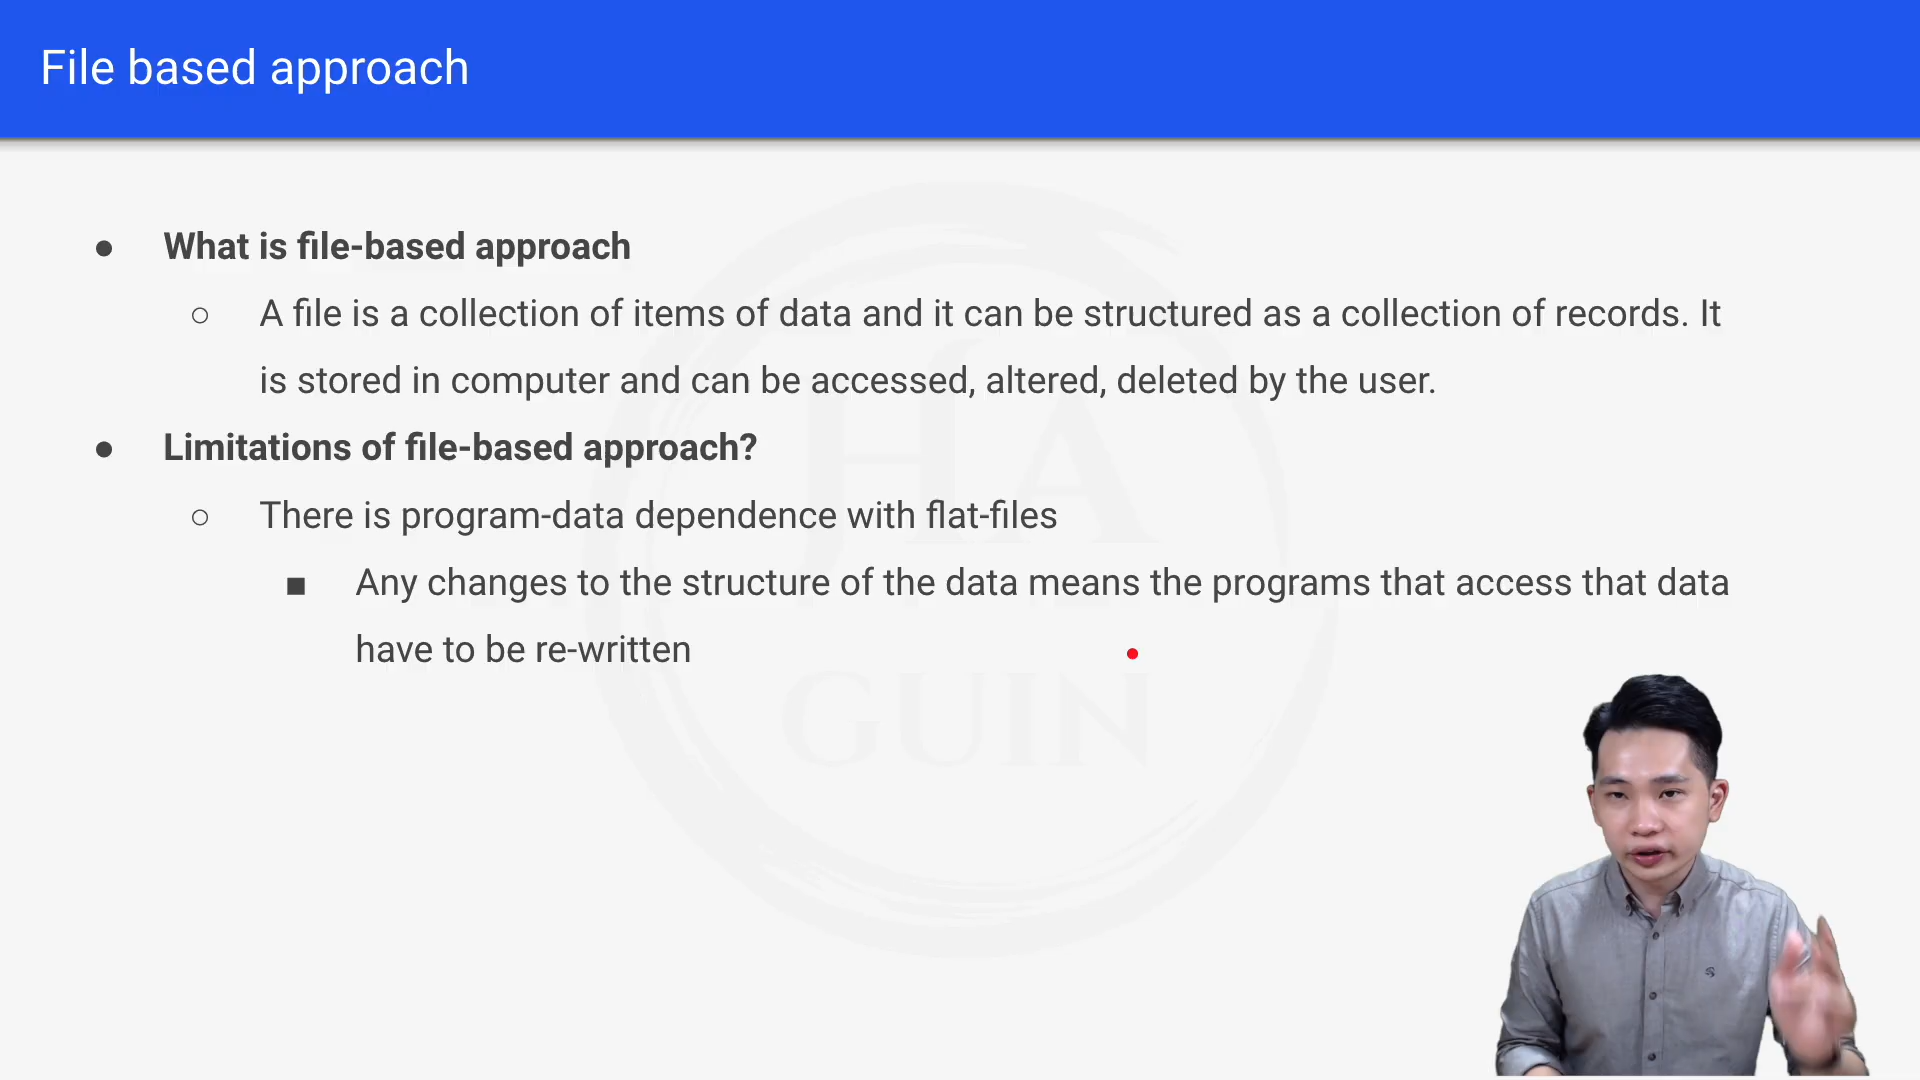 File based approach
● What is file-based approach
○ A file is a collection of items of data and it can be structured as a collection of records. It
is stored in computer and can be accessed, altered, deleted by the user.
● Limitations of file-based approach?
○ There is program-data dependence with flat-files
■ Any changes to the structure of the data means the programs that access that data
have to be re-written
HA
GUIN